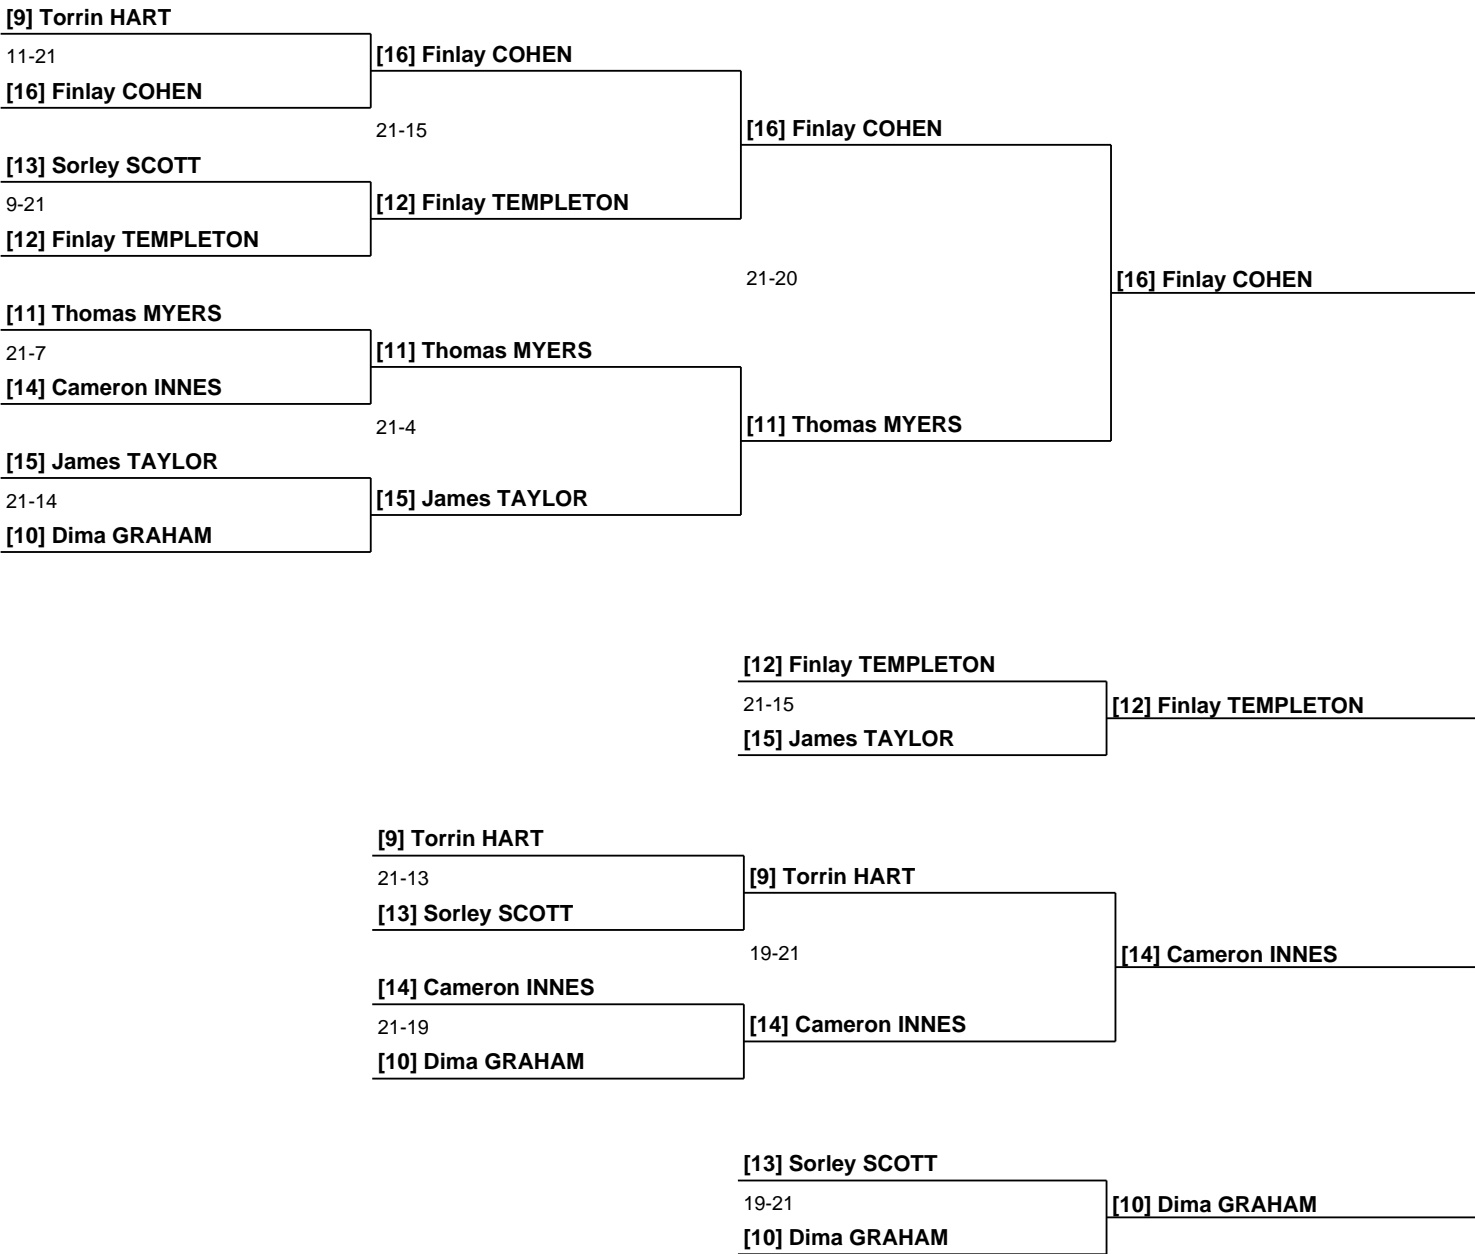 [9] Torrin HART
11-21
[16] Finlay COHEN
[16] Finlay COHEN
21-15
[16] Finlay COHEN
[13] Sorley SCOTT
9-21
[12] Finlay TEMPLETON
[12] Finlay TEMPLETON
21-20
[16] Finlay COHEN
[11] Thomas MYERS
21-7
[11] Thomas MYERS
[14] Cameron INNES
21-4
[11] Thomas MYERS
[15] James TAYLOR
21-14
[15] James TAYLOR
[10] Dima GRAHAM
[12] Finlay TEMPLETON
21-15
[12] Finlay TEMPLETON
[15] James TAYLOR
[9] Torrin HART
21-13
[9] Torrin HART
[13] Sorley SCOTT
19-21
[14] Cameron INNES
[14] Cameron INNES
21-19
[14] Cameron INNES
[10] Dima GRAHAM
[13] Sorley SCOTT
19-21
[10] Dima GRAHAM
[10] Dima GRAHAM